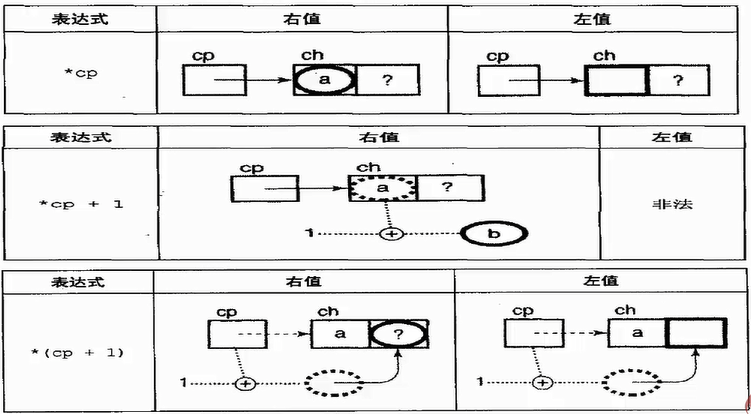 表达式 右值 左值
cp ch cp ch
*cp a ? ?
表达式 右值 左值
cp ch
a ?
*cp + 1 非法
1 + b
表达式 右值 左值
cp ch cp ch
a ? a
*(cp + 1)
1 + 1 +